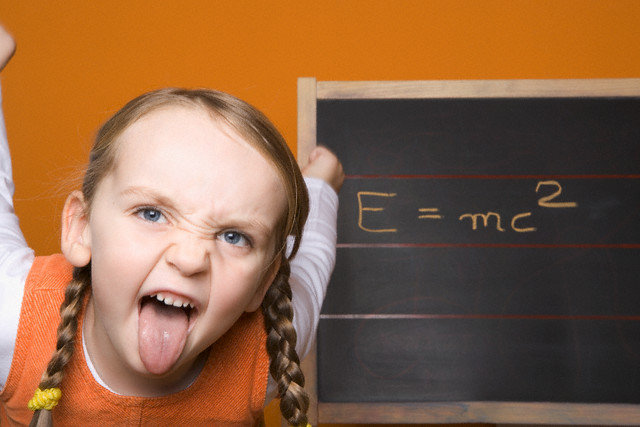 E = mc²